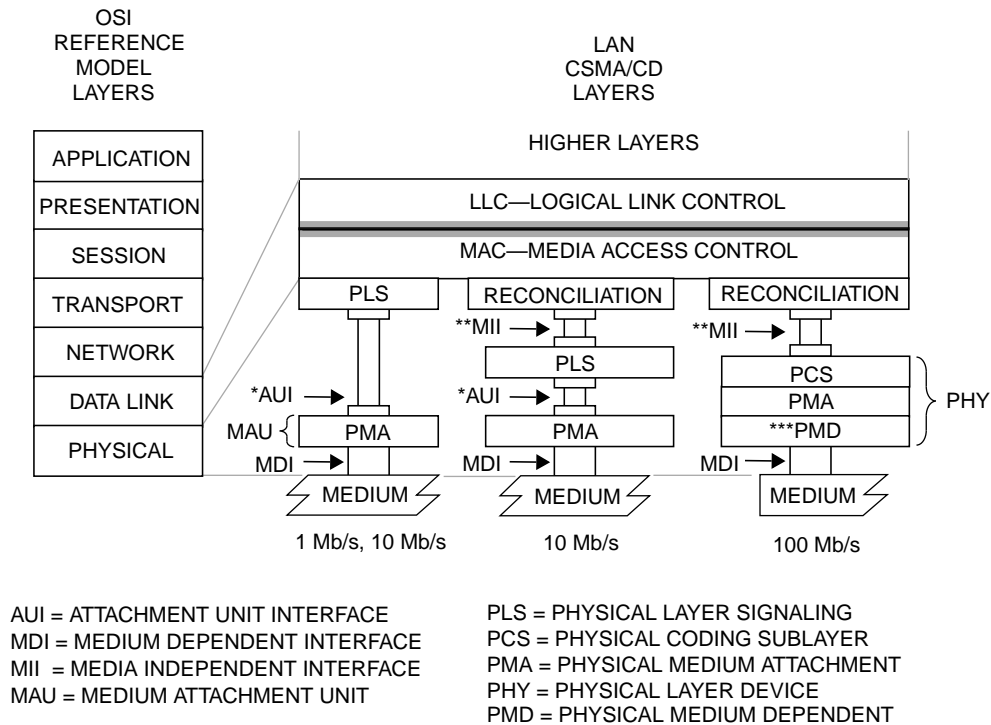 OSI
REFERENCE
MODEL
LAYERS
LAN
CSMA/CD
LAYERS
APPLICATION
PRESENTATION
SESSION
TRANSPORT
NETWORK
DATA LINK
PHYSICAL
HIGHER LAYERS
LLC—LOGICAL LINK CONTROL
MAC—MEDIA ACCESS CONTROL
PLS
*AUI
MAU
PMA
MDI
MEDIUM
1 Mb/s, 10 Mb/s
RECONCILIATION
**MII
PLS
*AUI
PMA
MDI
MEDIUM
10 Mb/s
RECONCILIATION
**MII
PCS
PMA
***PMD
PHY
MDI
MEDIUM
100 Mb/s
AUI = ATTACHMENT UNIT INTERFACE
MDI = MEDIUM DEPENDENT INTERFACE
MII = MEDIA INDEPENDENT INTERFACE
MAU = MEDIUM ATTACHMENT UNIT
PLS = PHYSICAL LAYER SIGNALING
PCS = PHYSICAL CODING SUBLAYER
PMA = PHYSICAL MEDIUM ATTACHMENT
PHY = PHYSICAL LAYER DEVICE
PMD = PHYSICAL MEDIUM DEPENDENT